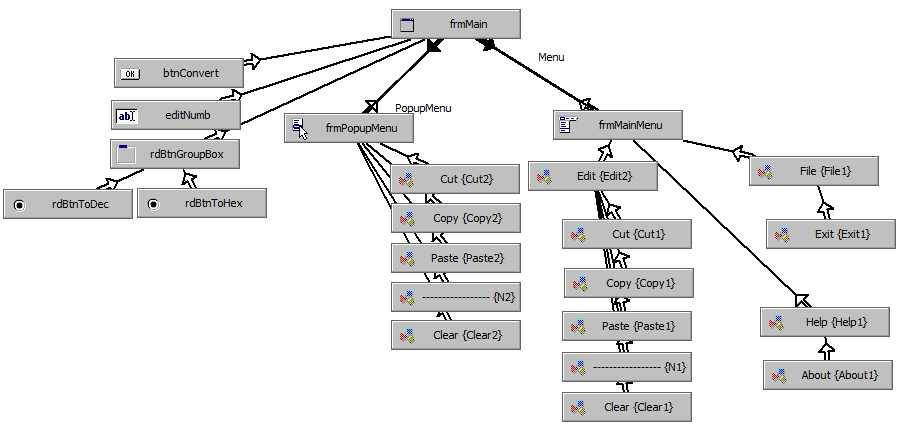 frmMain
Menu
OK
btnConvert
ab
editNumb
PopupMenu
frmPopupMenu
frmMainMenu
rdBtnGroupBox
File {File1}
Cut {Cut2}
Edit {Edit2}
rdBtnToDec
rdBtnToHex
Copy {Copy2}
Cut {Cut1}
Exit {Exit1}
Paste {Paste2}
Copy {Copy1}
------------------ {N2}
Help {Help1}
Paste {Paste1}
Clear {Clear2}
------------------ {N1}
About {About1}
Clear {Clear1}